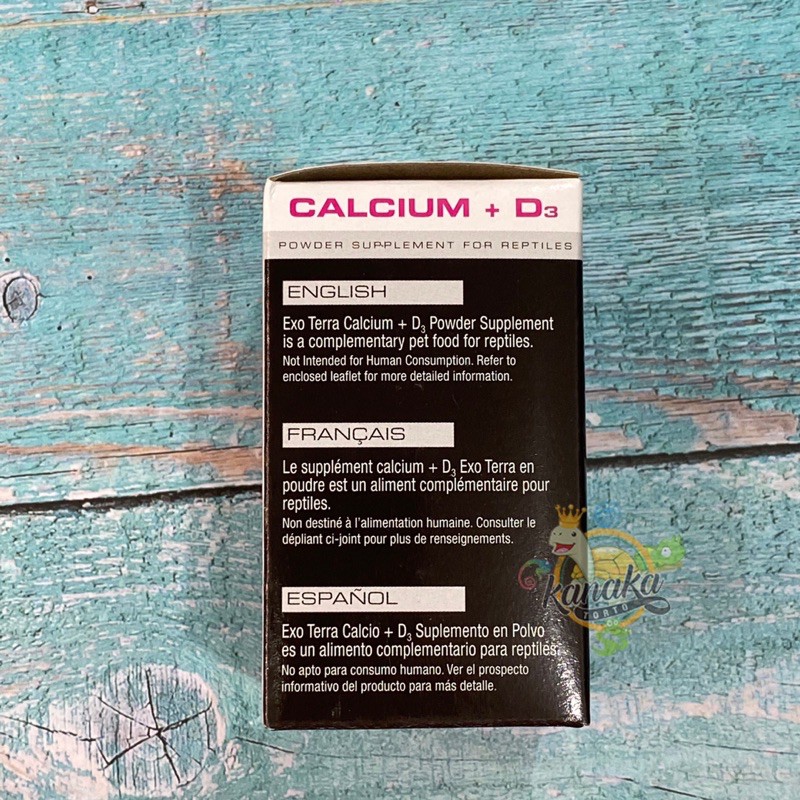 CALCIUM + D3
POWDER SUPPLEMENT FOR REPTILES
ENGLISH
Exo Terra Calcium + D3 Powder Supplement
is a complementary pet food for reptiles.
Not Intended for Human Consumption. Refer to
enclosed leaflet for more detailed information.
FRANÇAIS
Le supplément calcium + D3 Exo Terra en
poudre est un aliment complémentaire pour
reptiles.
Non destiné à l'alimentation humaine. Consulter le
dépliant ci-joint pour plus de renseignements.
ESPAÑOL
Exo Terra Calcio + D3 Suplemento en Polvo
es un alimento complementario para reptiles.
No apto para consumo humano. Ver el prospecto
informativo del producto para más detalle.
kanaka
TORTO
CO